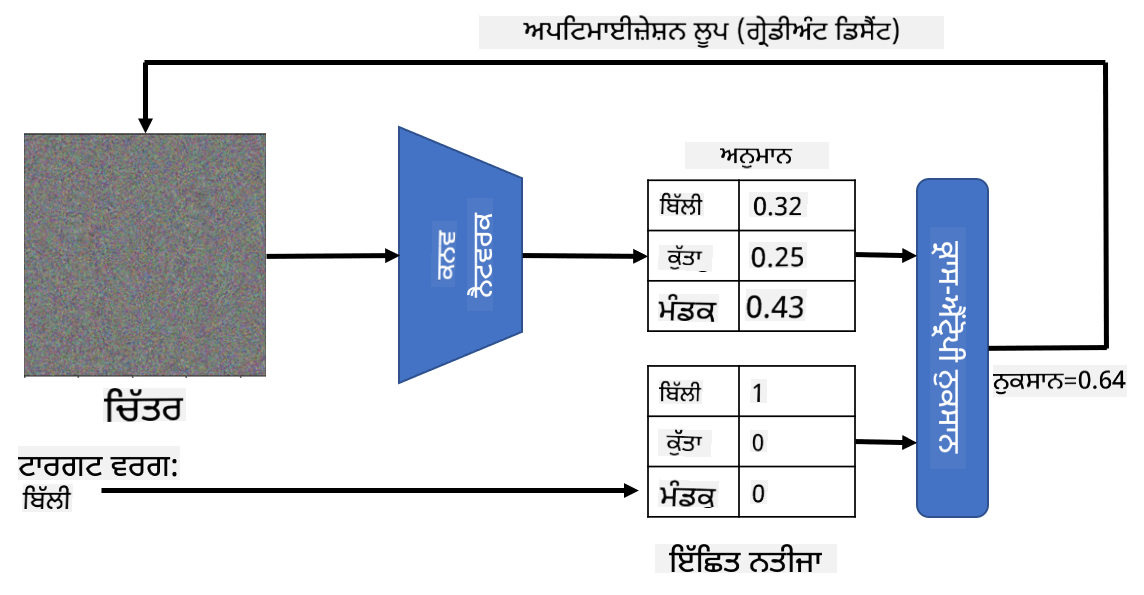 ਅਪਟਿਮਾਈਜ਼ੇਸ਼ਨ ਲੂਪ (ਗ੍ਰੇਡੀਅੰਟ ਡਿਸੈਂਟ)
ਚਿੱਤਰ
ਟਾਰਗਟ ਵਰਗ:
ਬਿੱਲੀ
ਕਨਵ
ਨੈਟਵਰਕ
ਅਨੁਮਾਨ
ਬਿੱਲੀ 0.32
ਕੁੱਤਾ 0.25
ਮੰਡਕ 0.43
ਬਿੱਲੀ 1
ਕੁੱਤਾ 0
ਮੰਡਕ 0
ਇੱਛਿਤ ਨਤੀਜਾ
ਕ੍ਰਾਸ-ਐਂਟ੍ਰੋਪੀ ਨੁਕਸਾਨ
ਨੁਕਸਾਨ=0.64